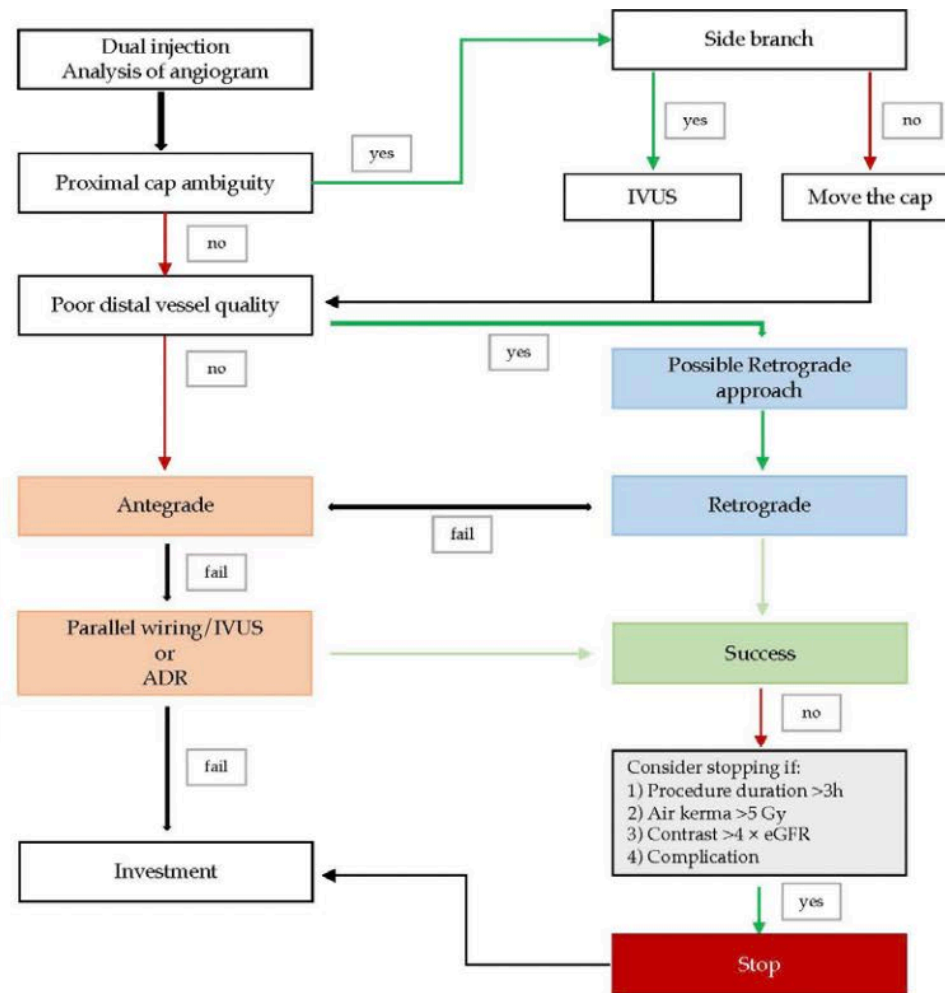 Dual injection
Analysis of angiogram
Side branch
yes
yes
no
Proximal cap ambiguity
IVUS
Move the cap
no
Poor distal vessel quality
yes
no
Possible Retrograde
approach
Antegrade
Retrograde
fail
fail
Parallel wiring/IVUS
or
ADR
Success
no
fail
Consider stopping if:
1) Procedure duration >3h
2) Air kerma >5 Gy
3) Contrast >4 × eGFR
4) Complication
Investment
yes
Stop